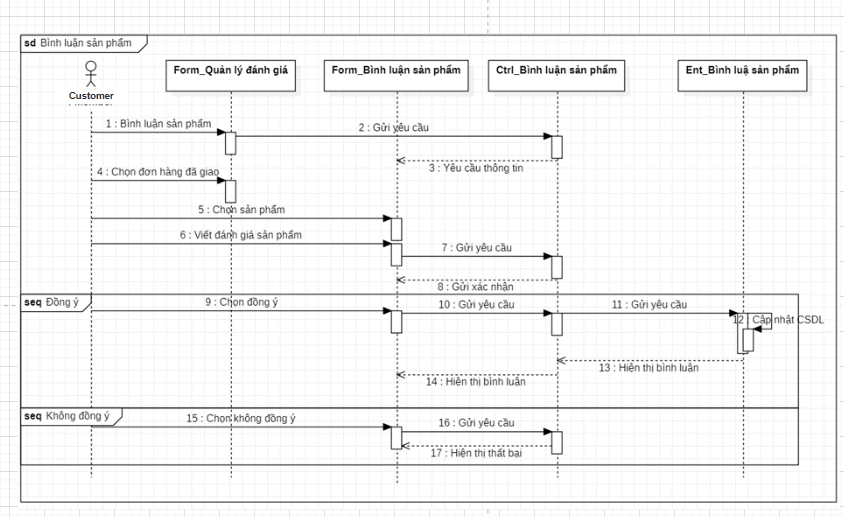 sd Bình luận sản phẩm
Customer
Form_Quản lý đánh giá
Form_Bình luận sản phẩm
Ctrl_Bình luận sản phẩm
Ent_Bình luậ sản phẩm
1 : Bình luận sản phẩm
2 : Gửi yêu cầu
3 : Yêu cầu thông tin
4 : Chọn đơn hàng đã giao
5 : Chọn sản phẩm
6 : Viết đánh giá sản phẩm
7 : Gửi yêu cầu
8 : Gửi xác nhận
seq Đồng ý
9 : Chọn đồng ý
10 : Gửi yêu cầu
11 : Gửi yêu cầu
12 : Cập nhật CSDL
13 : Hiện thị bình luận
14 : Hiện thị bình luận
seq Không đồng ý
15 : Chọn không đồng ý
16 : Gửi yêu cầu
17 : Hiện thị thất bại